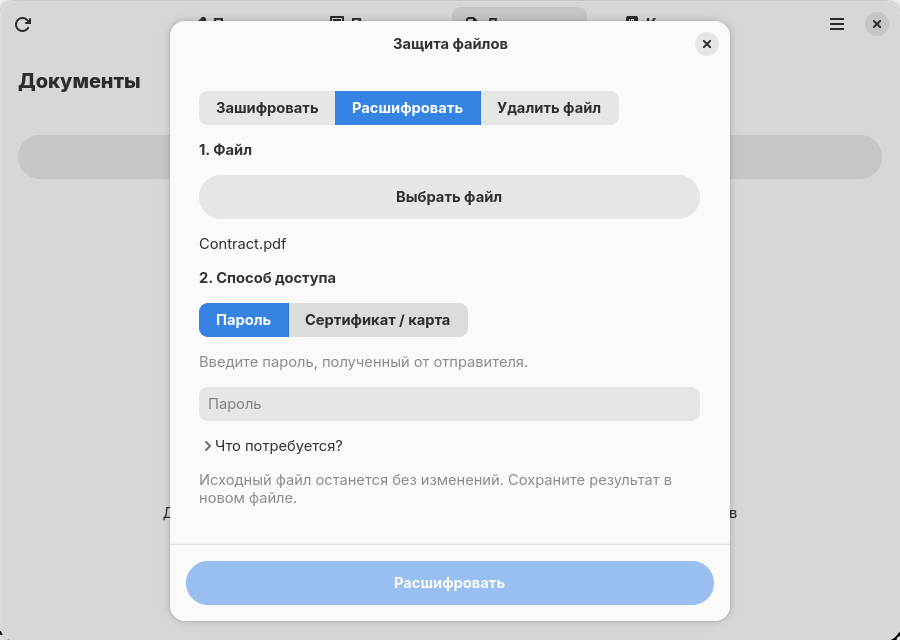 Защита файлов
Документы
Зашифровать Расшифровать Удалить файл
1. Файл
Выбрать файл
Contract.pdf
2. Способ доступа
Пароль Сертификат / карта
Введите пароль, полученный от отправителя.
Пароль
Что потребуется?
Исходный файл останется без изменений. Сохраните результат в
новом файле.
Расшифровать